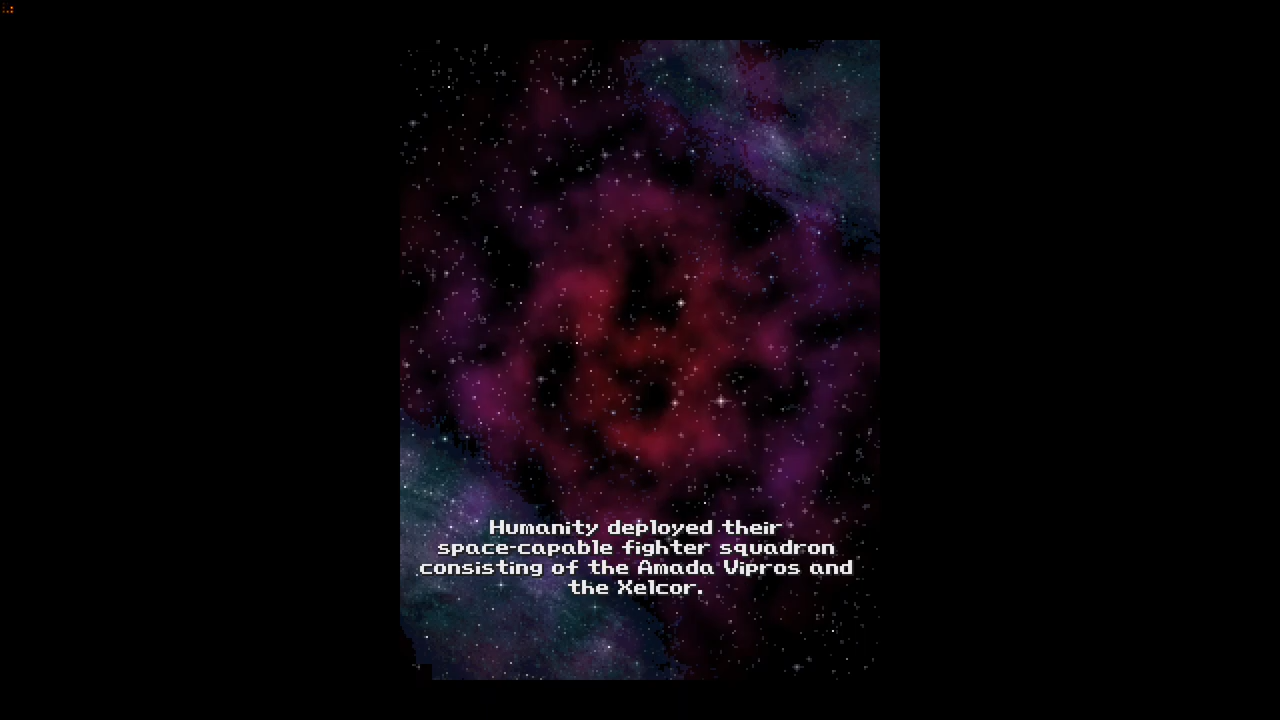 Humanity deployed their
space-capable fighter squadron
consisting of the Amada Vipros and
the Xelcor.